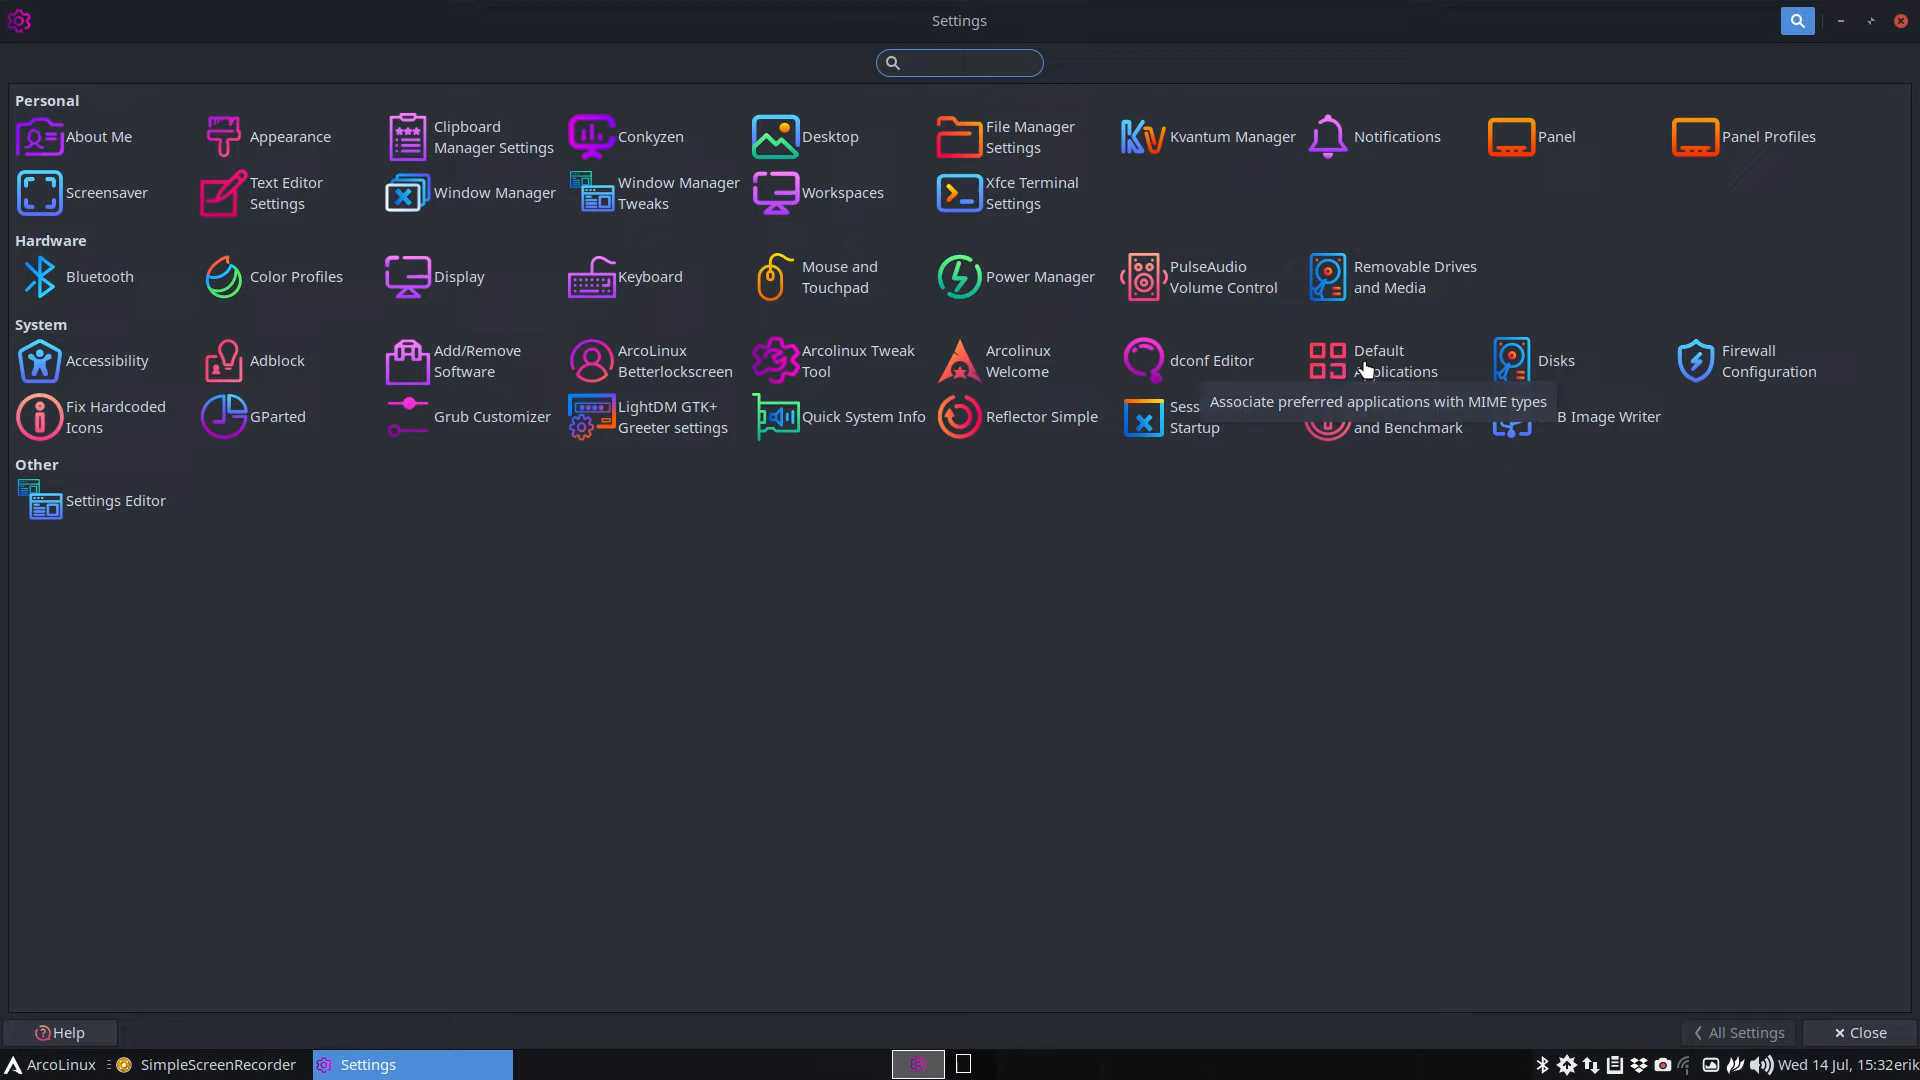 Settings
Personal
About Me
Appearance
Clipboard
Manager Settings
Conkyzen
Desktop
File Manager
Settings
Kvantum Manager
Notifications
Panel
Panel Profiles
Screensaver
Text Editor
Settings
Window Manager
Window Manager
Tweaks
Workspaces
Xfce Terminal
Settings
Hardware
Bluetooth
Color Profiles
Display
Keyboard
Mouse and
Touchpad
Power Manager
PulseAudio
Volume Control
Removable Drives
and Media
System
Accessibility
Adblock
Add/Remove
Software
ArcoLinux
Betterlockscreen
Arcolinux Tweak
Tool
Arcolinux
Welcome
dconf Editor
Default
Applications
Disks
Firewall
Configuration
Associate preferred applications with MIME types
Fix Hardcoded
Icons
GParted
Grub Customizer
LightDM GTK+
Greeter settings
Quick System Info
Reflector Simple
Sess
Startup
and Benchmark
B Image Writer
Other
Settings Editor
Help
All Settings
Close
ArcoLinux
SimpleScreenRecorder
Settings
Wed 14 Jul, 15:32 erik